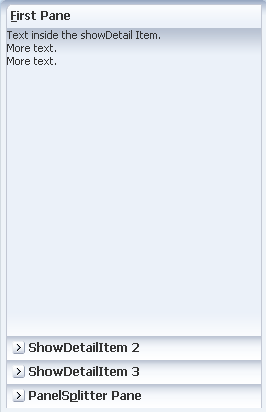 First Pane
Text inside the showDetail Item.
More text.
More text.
ShowDetailItem 2
ShowDetailItem 3
PanelSplitter Pane